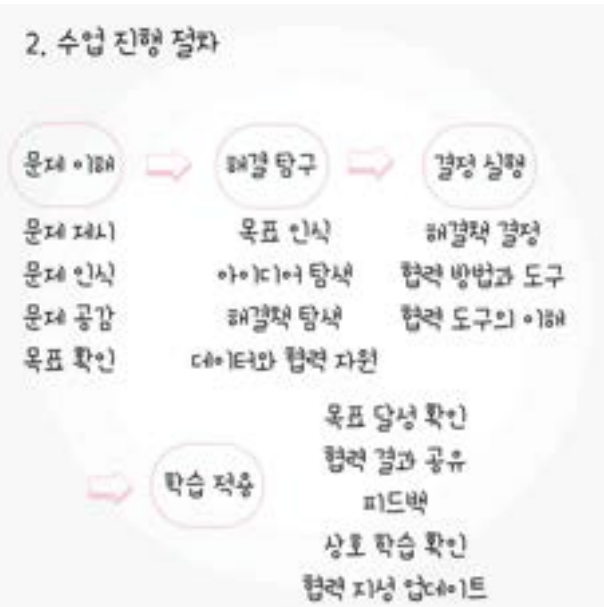 2. 수업 진행 절차
문제 이해
해결 탐구
결정 실행
문제 제시
문제 인식
문제 공감
목표 확인
목표 인식
아이디어 탐색
해결책 탐색
데이터와 협력 자원
해결책 결정
협력 방법과 도구
협력 도구의 이해
학습 적용
목표 달성 확인
협력 결과 공유
피드백
상호 학습 확인
협력 지성 업데이트